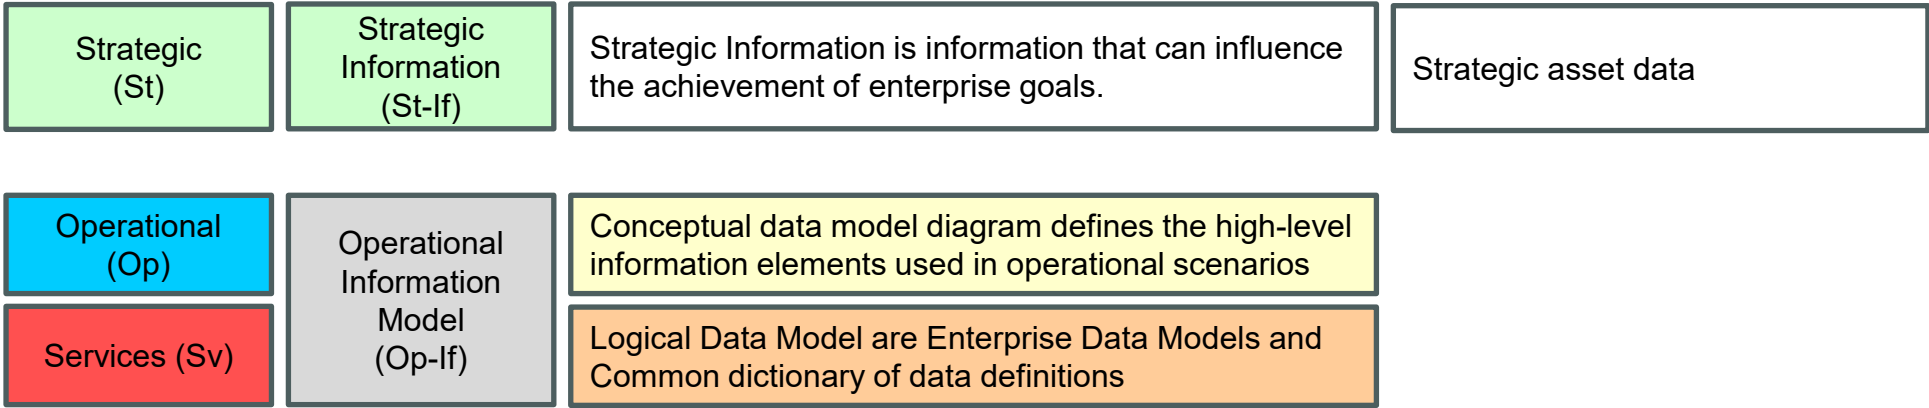 Strategic
(St)
Strategic
Information
(St-If)
Strategic Information is information that can influence
the achievement of enterprise goals.
Strategic asset data
Operational
(Op)
Operational
Information
Model
(Op-If)
Conceptual data model diagram defines the high-level
information elements used in operational scenarios
Services (Sv)
Logical Data Model are Enterprise Data Models and
Common dictionary of data definitions